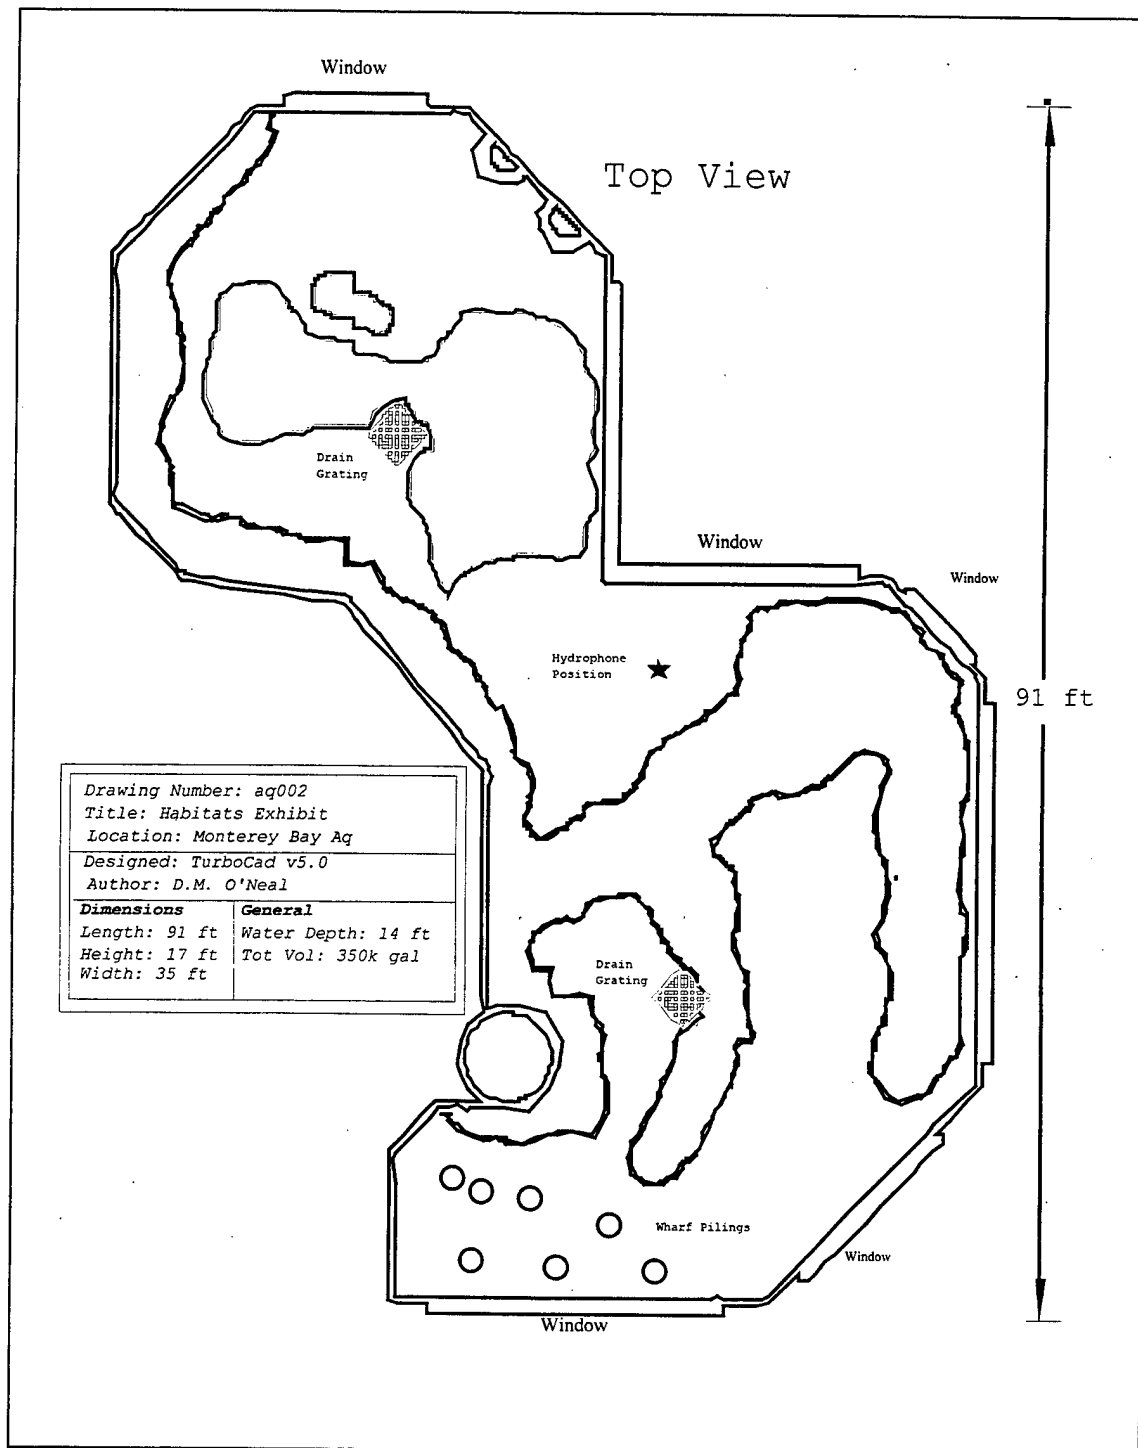 Window
Top View
Drain
Grating
Window
Window
Hydrophone
Position
91 ft
Drawing Number: aq002
Title: Habitats Exhibit
Location: Monterey Bay Aq
Designed: TurboCad v5.0
Author: D.M. O'Neal
Dimensions General
Length: 91 ft Water Depth: 14 ft
Height: 17 ft Tot Vol: 350k gal
Width: 35 ft
Drain
Grating
Wharf Pilings
Window
Window